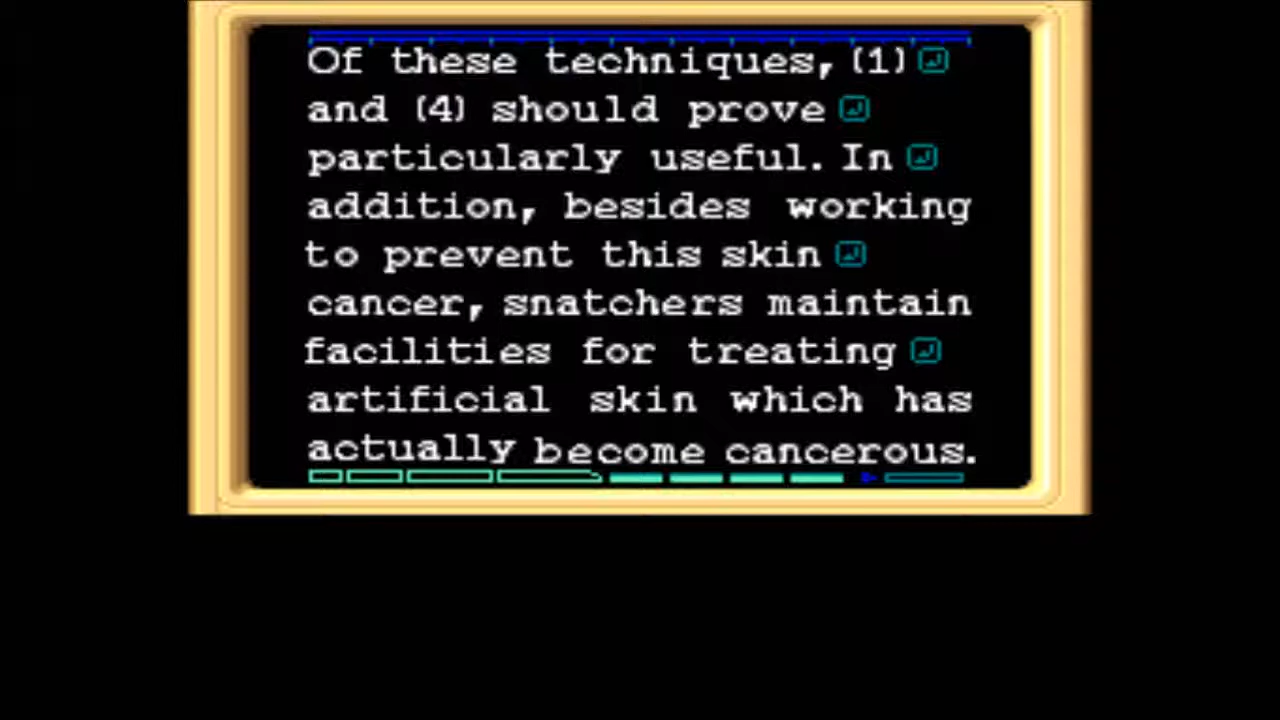 Of these techniques, (1)
and (4) should prove
particularly useful. In
addition, besides working
to prevent this skin
cancer, snatchers maintain
facilities for treating
artificial skin which has
actually become cancerous.